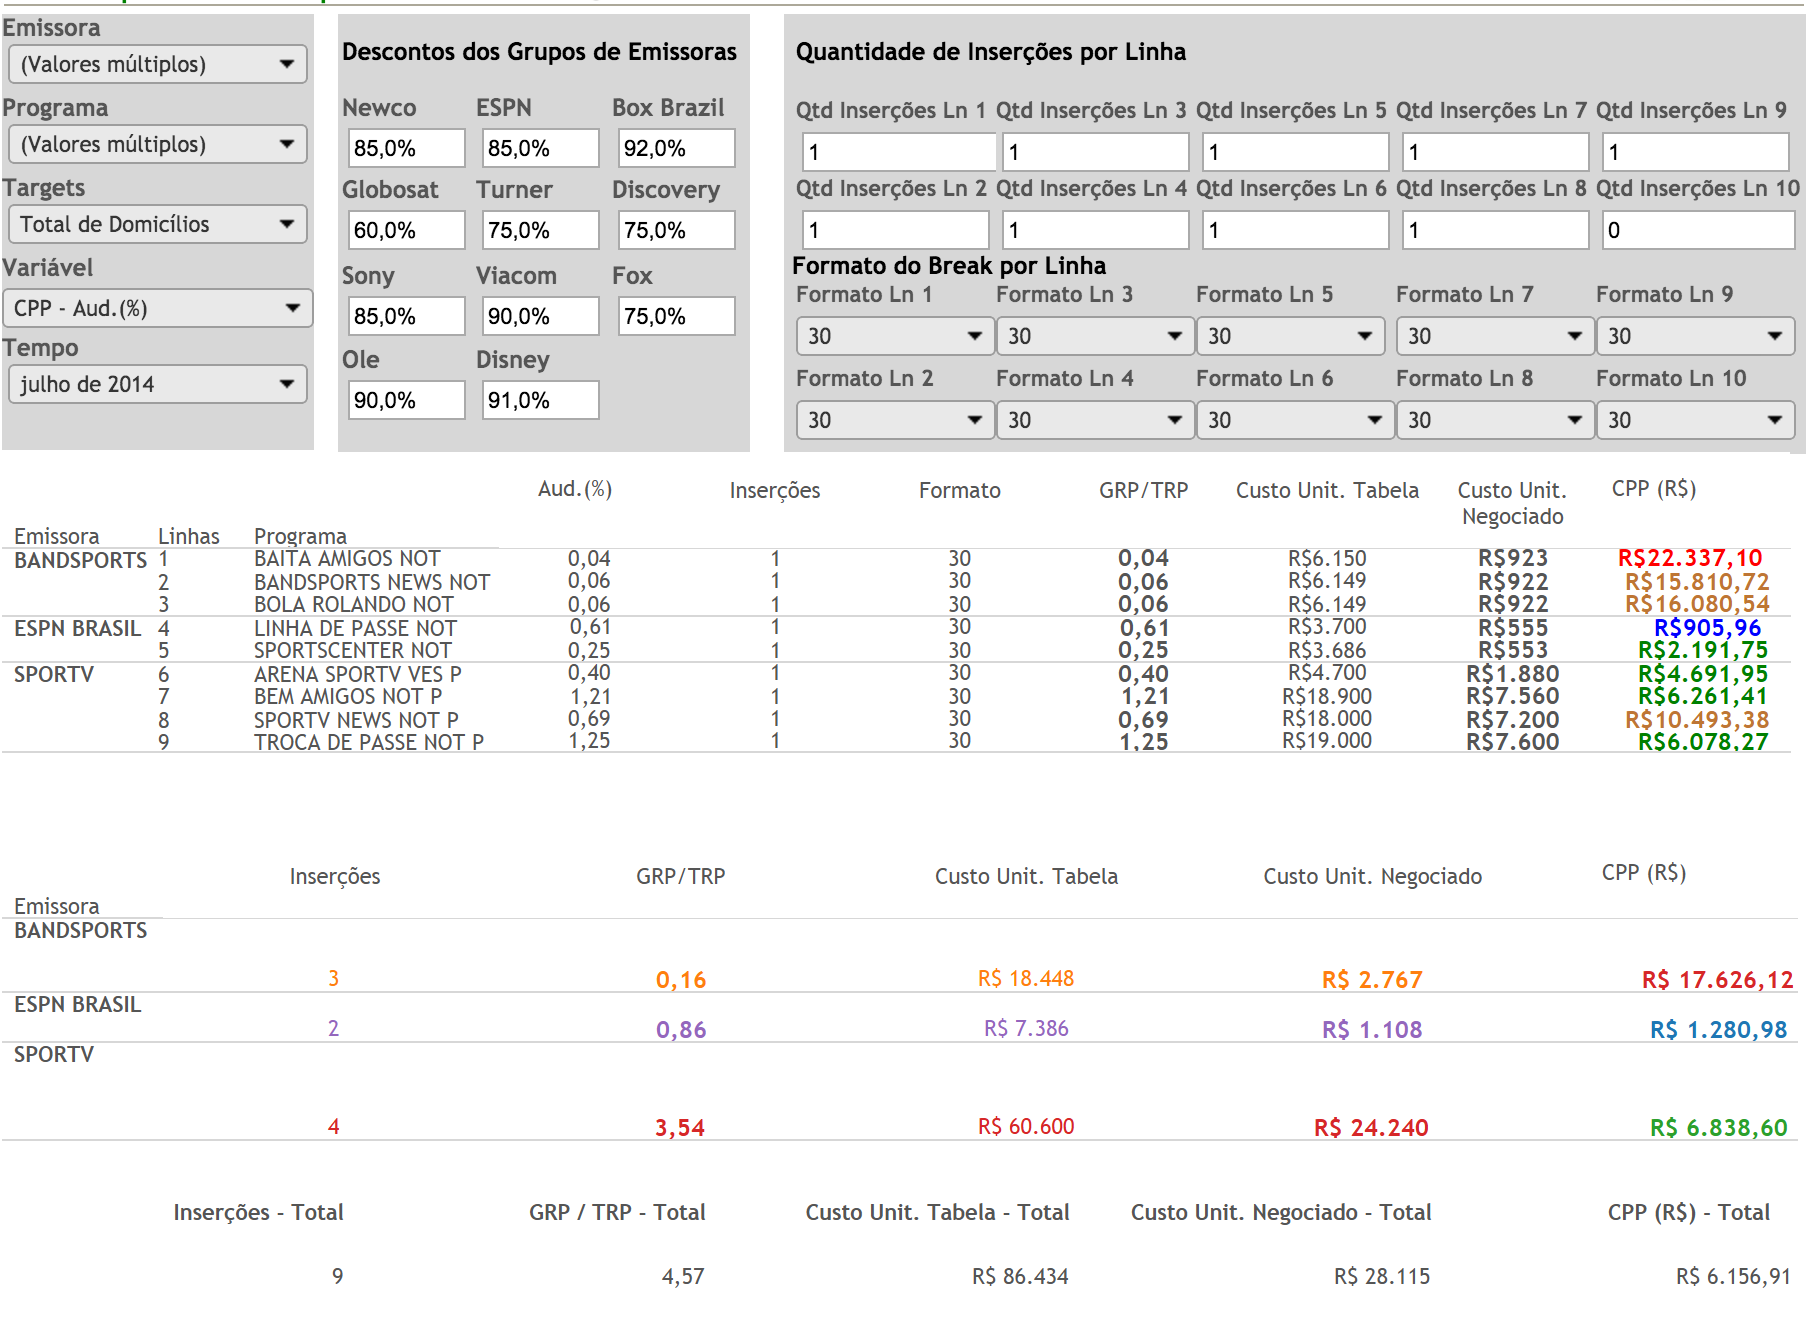 Emissora
(Valores múltiplos)
Programa
(Valores múltiplos)
Targets
Total de Domicílios
Variável
CPP - Aud.(%)
Tempo
julho de 2014
Descontos dos Grupos de Emissoras
Newco ESPN Box Brazil
85,0% 85,0% 92,0%
Globosat Turner Discovery
60,0% 75,0% 75,0%
Sony Viacom Fox
85,0% 90,0% 75,0%
Ole Disney
90,0% 91,0%
Quantidade de Inserções por Linha
Qtd Inserções Ln 1 Qtd Inserções Ln 3 Qtd Inserções Ln 5 Qtd Inserções Ln 7 Qtd Inserções Ln 9
1 1 1 1 1
Qtd Inserções Ln 2 Qtd Inserções Ln 4 Qtd Inserções Ln 6 Qtd Inserções Ln 8 Qtd Inserções Ln 10
1 1 1 1 0
Formato do Break por Linha
Formato Ln 1 Formato Ln 3 Formato Ln 5 Formato Ln 7 Formato Ln 9
30 30 30 30 30
Formato Ln 2 Formato Ln 4 Formato Ln 6 Formato Ln 8 Formato Ln 10
30 30 30 30 30
Aud.(%) Inserções Formato GRP/TRP Custo Unit. Tabela Custo Unit. CPP (R$)
Negociado
Emissora Linhas Programa
BANDSPORTS 1 BAITA AMIGOS NOT 0,04 1 30 0,04 R$6.150 R$923 R$22.337,10
2 BANDSPORTS NEWS NOT 0,06 1 30 0,06 R$6.149 R$922 R$15.810,72
3 BOLA ROLANDO NOT 0,06 1 30 0,06 R$6.149 R$922 R$16.080,54
ESPN BRASIL 4 LINHA DE PASSE NOT 0,61 1 30 0,61 R$3.700 R$555 R$905,96
5 SPORTSCENTER NOT 0,25 1 30 0,25 R$3.686 R$553 R$2.191,75
SPORTV 6 ARENA SPORTV VES P 0,40 1 30 0,40 R$4.700 R$1.880 R$4.691,95
7 BEM AMIGOS NOT P 1,21 1 30 1,21 R$18.900 R$7.560 R$6.261,41
8 SPORTV NEWS NOT P 0,69 1 30 0,69 R$18.000 R$7.200 R$10.493,38
9 TROCA DE PASSE NOT P 1,25 1 30 1,25 R$19.000 R$7.600 R$6.078,27
Inserções GRP/TRP Custo Unit. Tabela Custo Unit. Negociado CPP (R$)
Emissora
BANDSPORTS
3 0,16 R$ 18.448 R$ 2.767 R$ 17.626,12
ESPN BRASIL
2 0,86 R$ 7.386 R$ 1.108 R$ 1.280,98
SPORTV
4 3,54 R$ 60.600 R$ 24.240 R$ 6.838,60
Inserções - Total GRP / TRP - Total Custo Unit. Tabela - Total Custo Unit. Negociado - Total CPP (R$) - Total
9 4,57 R$ 86.434 R$ 28.115 R$ 6.156,91